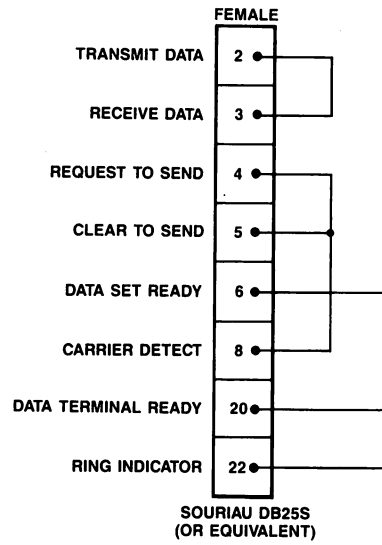 FEMALE
TRANSMIT DATA 2
RECEIVE DATA 3
REQUEST TO SEND 4
CLEAR TO SEND 5
DATA SET READY 6
CARRIER DETECT 8
DATA TERMINAL READY 20
RING INDICATOR 22
SOURIAU DB25S
(OR EQUIVALENT)